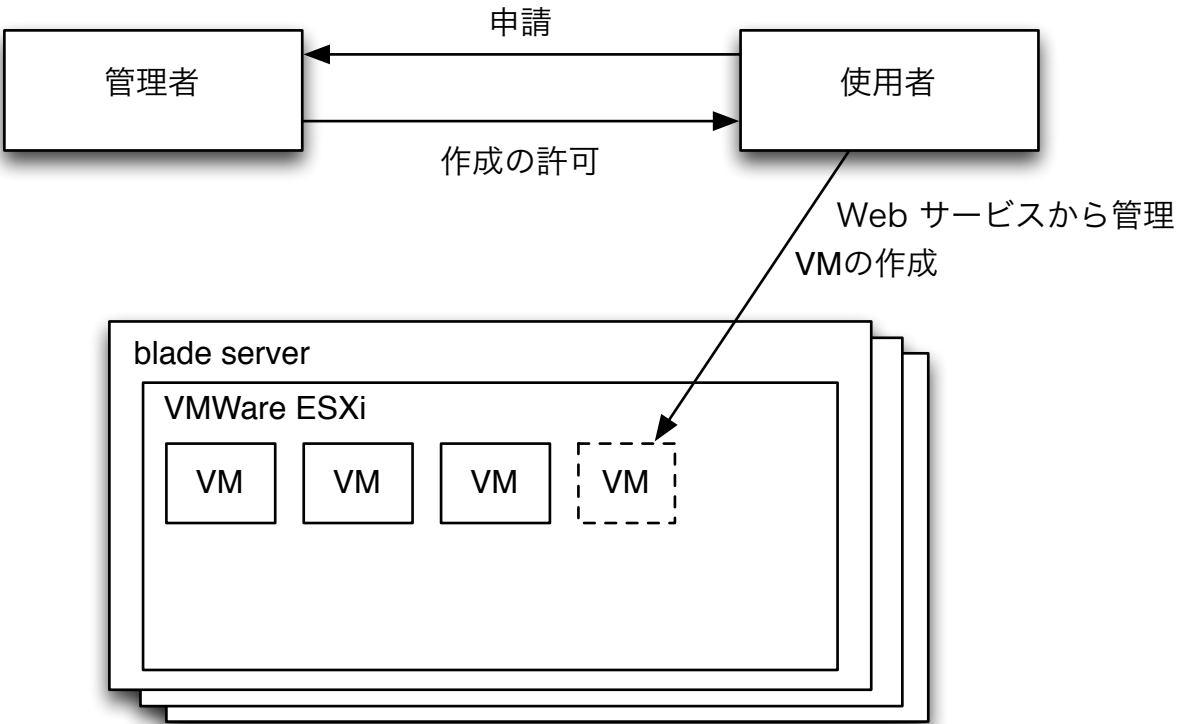 申請
管理者
使用者
作成の許可
Web サービスから管理
VMの作成
blade server
VMWare ESXi
VM
VM
VM
VM